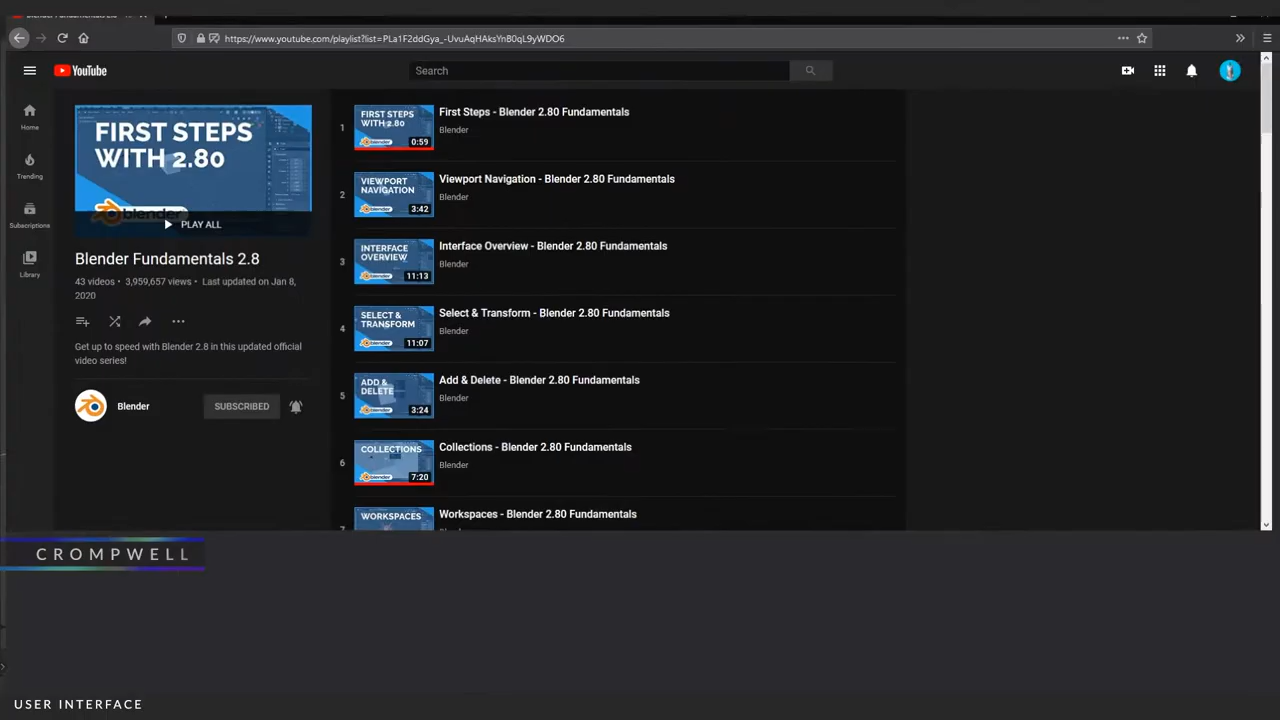 https://www.youtube.com/playlist?list=PLa1F2ddGya_-UvuAqHAksYnB0qL9yWDO6
YouTube
Search
Home
Trending
Subscriptions
Library
FIRST STEPS
WITH 2.80
blender
PLAY ALL
Blender Fundamentals 2.8
43 videos • 3,959,657 views • Last updated on Jan 8,
2020
Get up to speed with Blender 2.8 in this updated official
video series!
Blender
SUBSCRIBED
1
FIRST STEPS
WITH 2.80
blender
0:59
First Steps - Blender 2.80 Fundamentals
Blender
2
VIEWPORT
NAVIGATION
blender
3:42
Viewport Navigation - Blender 2.80 Fundamentals
Blender
3
INTERFACE
OVERVIEW
blender
11:13
Interface Overview - Blender 2.80 Fundamentals
Blender
4
SELECT &
TRANSFORM
blender
11:07
Select & Transform - Blender 2.80 Fundamentals
Blender
5
ADD &
DELETE
blender
3:24
Add & Delete - Blender 2.80 Fundamentals
Blender
6
COLLECTIONS
blender
7:20
Collections - Blender 2.80 Fundamentals
Blender
WORKSPACES
Workspaces - Blender 2.80 Fundamentals
CROMPWELL
USER INTERFACE